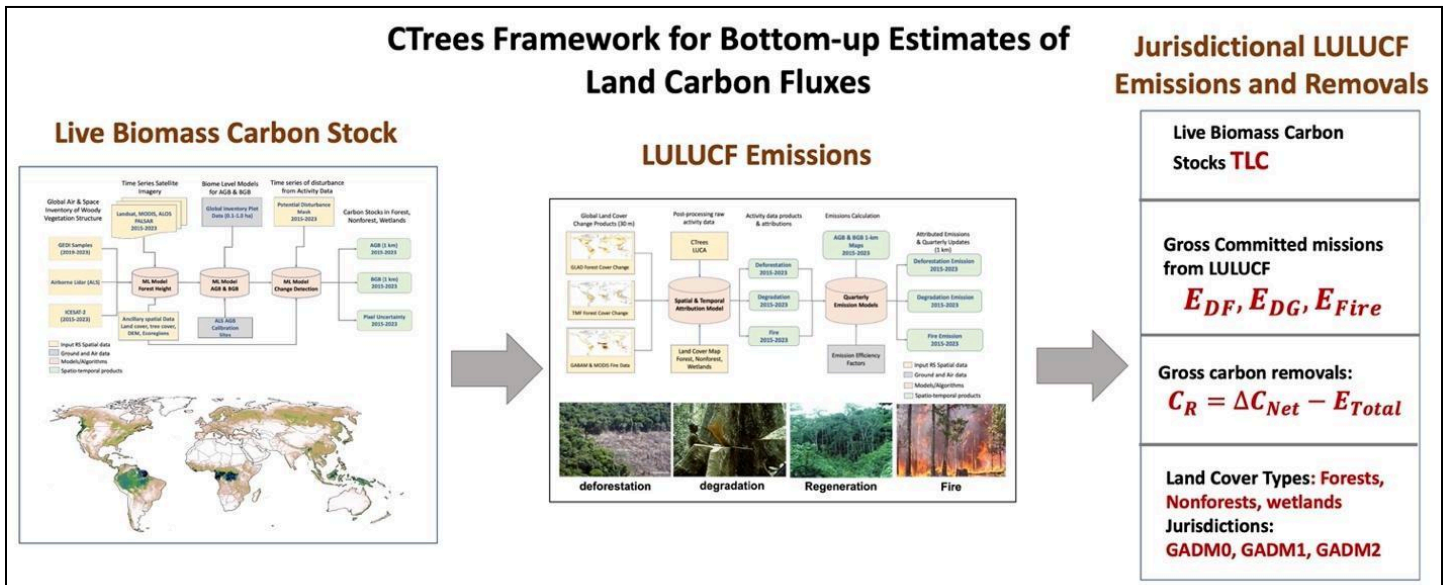 CTrees Framework for Bottom-up Estimates of
Land Carbon Fluxes
Live Biomass Carbon Stock
Time Series Satellite
Imagery
Biome Level Models
for AGB & BGB
Time series of disturbance
from Activity Data
Global Air & Space
Inventory of Woody
Vegetation Structure
Landsat, MODIS, ALOS
PALSAR
2015-2023
Global Inventory Plot
Data (0.1-1.0 ha)
Potential Disturbance
Mask
2015-2023
Carbon Stocks in Forest,
Nonforest, Wetlands
GEDI Samples
(2019-2023)
Airborne Lidar (ALS)
ICESAT-2
(2015-2023)
ML Model
Forest Height
ML Model
AGB & BGB
ML Model
Change Detection
AGB (1 km)
2015-2023
BGB (1 km)
2015-2023
Pixel Uncertainty
2015-2023
Ancillary spatial Data
Land cover, tree cover,
DEM, Ecoregions
ALS AGB
Calibration
Sites
Input RS Spatial data
Ground and Air data
Models/Algorithms
Spatio-temporal products
LULUCF Emissions
Global Land Cover
Change Products (30 m)
Post-processing raw
activity data
Activity data products
& attributions
Emissions Calculation
GLAD Forest Cover Change
TMF Forest Cover Change
GABAM & MODIS Fire Data
CTrees
LUCA
Spatial & Temporal
Attribution Model
Land Cover Map
Forest, Nonforest,
Wetlands
Deforestation
2015-2023
Degradation
2015-2023
Fire
2015-2023
AGB & BGB 1-km
Maps
2015-2023
Quarterly
Emission Models
Emission Efficiency
Factors
Attributed Emissions
& Quarterly Updates
(1 km)
Deforestation Emission
2015-2023
Degradation Emission
2015-2023
Fire Emission
2015-2023
Input RS Spatial data
Ground and Air data
Models/Algorithms
Spatio-temporal products
deforestation
degradation
Regeneration
Fire
Jurisdictional LULUCF
Emissions and Removals
Live Biomass Carbon
Stocks TLC
Gross Committed missions
from LULUCF
E_DF, E_DG, E_Fire
Gross carbon removals:
C_R = ΔC_Net − E_Total
Land Cover Types: Forests,
Nonforests, wetlands
Jurisdictions:
GADM0, GADM1, GADM2